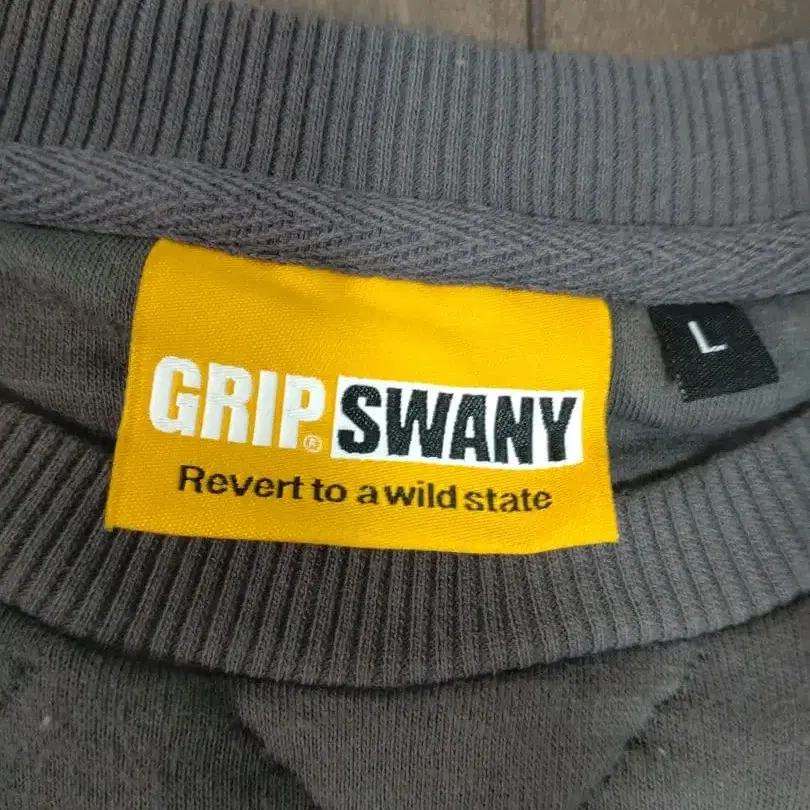 GRIP® SWANY
Revert to a wild state
L